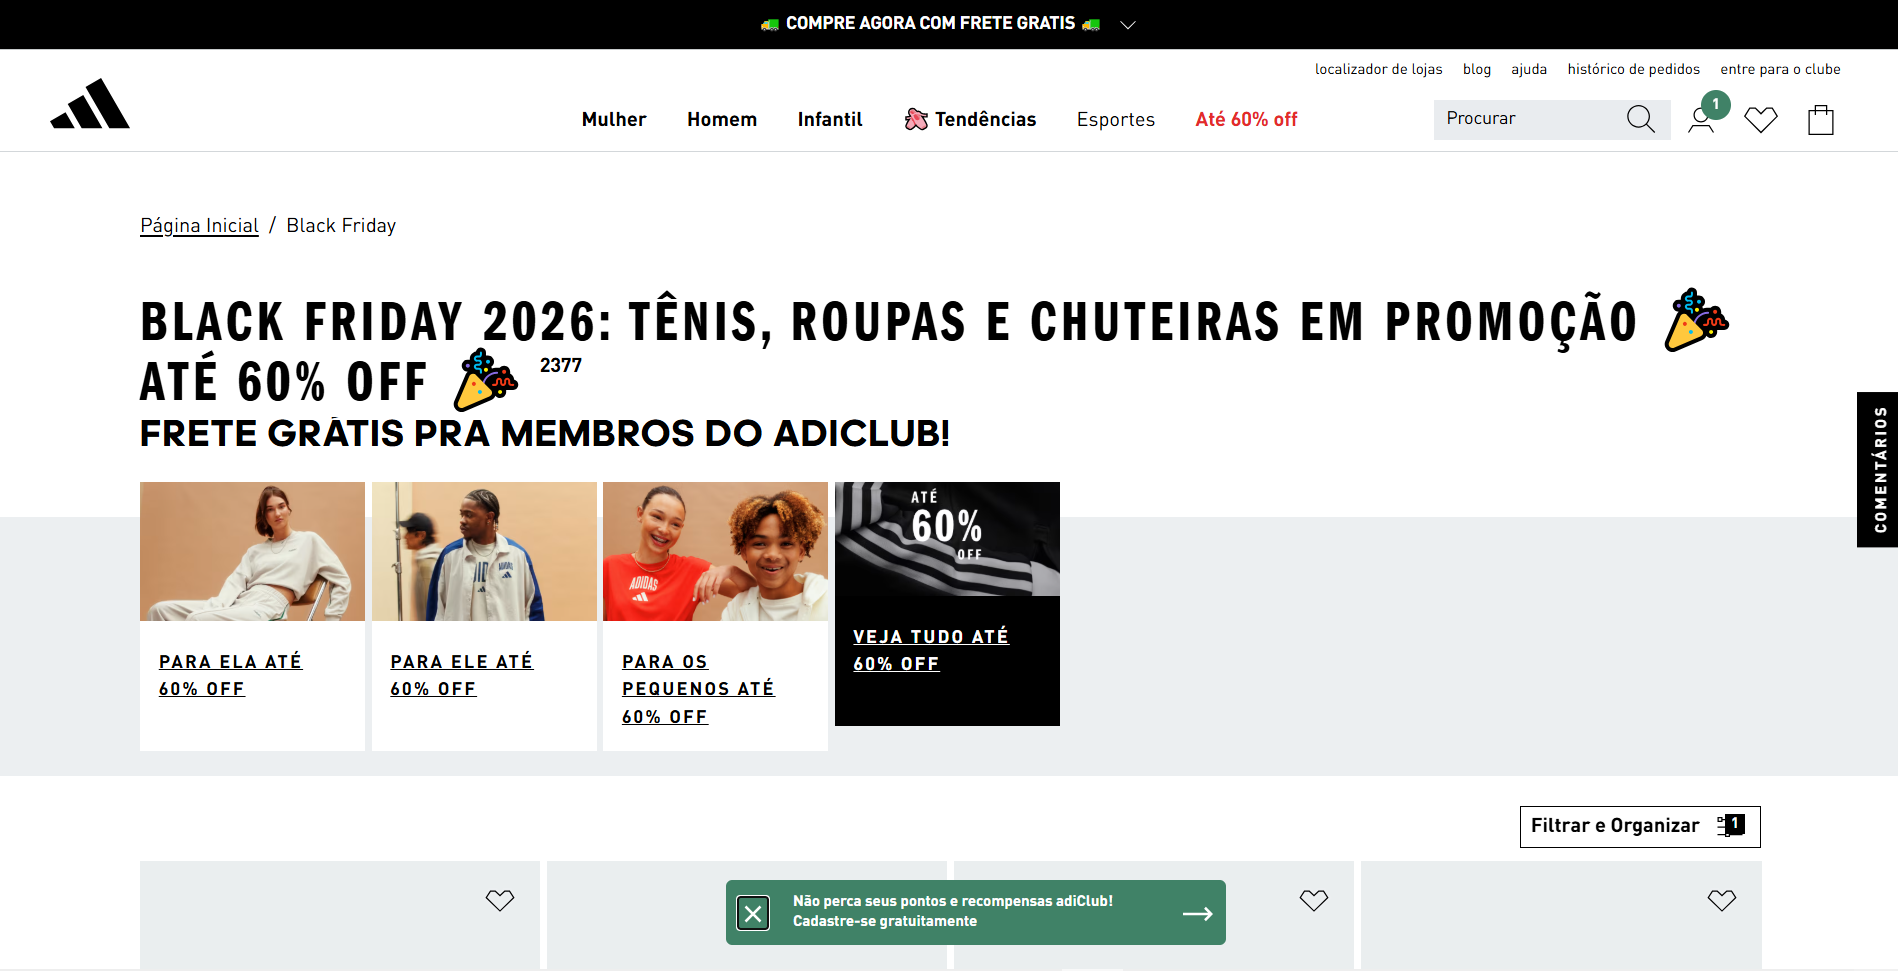 COMPRE AGORA COM FRETE GRATIS
localizador de lojas blog ajuda histórico de pedidos entre para o clube
Mulher Homem Infantil Tendências Esportes Até 60% off
Procurar
1
Página Inicial / Black Friday
BLACK FRIDAY 2026: TÊNIS, ROUPAS E CHUTEIRAS EM PROMOÇÃO
ATÉ 60% OFF 2377
FRETE GRÁTIS PRA MEMBROS DO ADICLUB!
COMENTÁRIOS
ADIDAS
ATÉ
60%
OFF
PARA ELA ATÉ
60% OFF
PARA ELE ATÉ
60% OFF
PARA OS
PEQUENOS ATÉ
60% OFF
VEJA TUDO ATÉ
60% OFF
Filtrar e Organizar 1
Não perca seus pontos e recompensas adiClub!
Cadastre-se gratuitamente